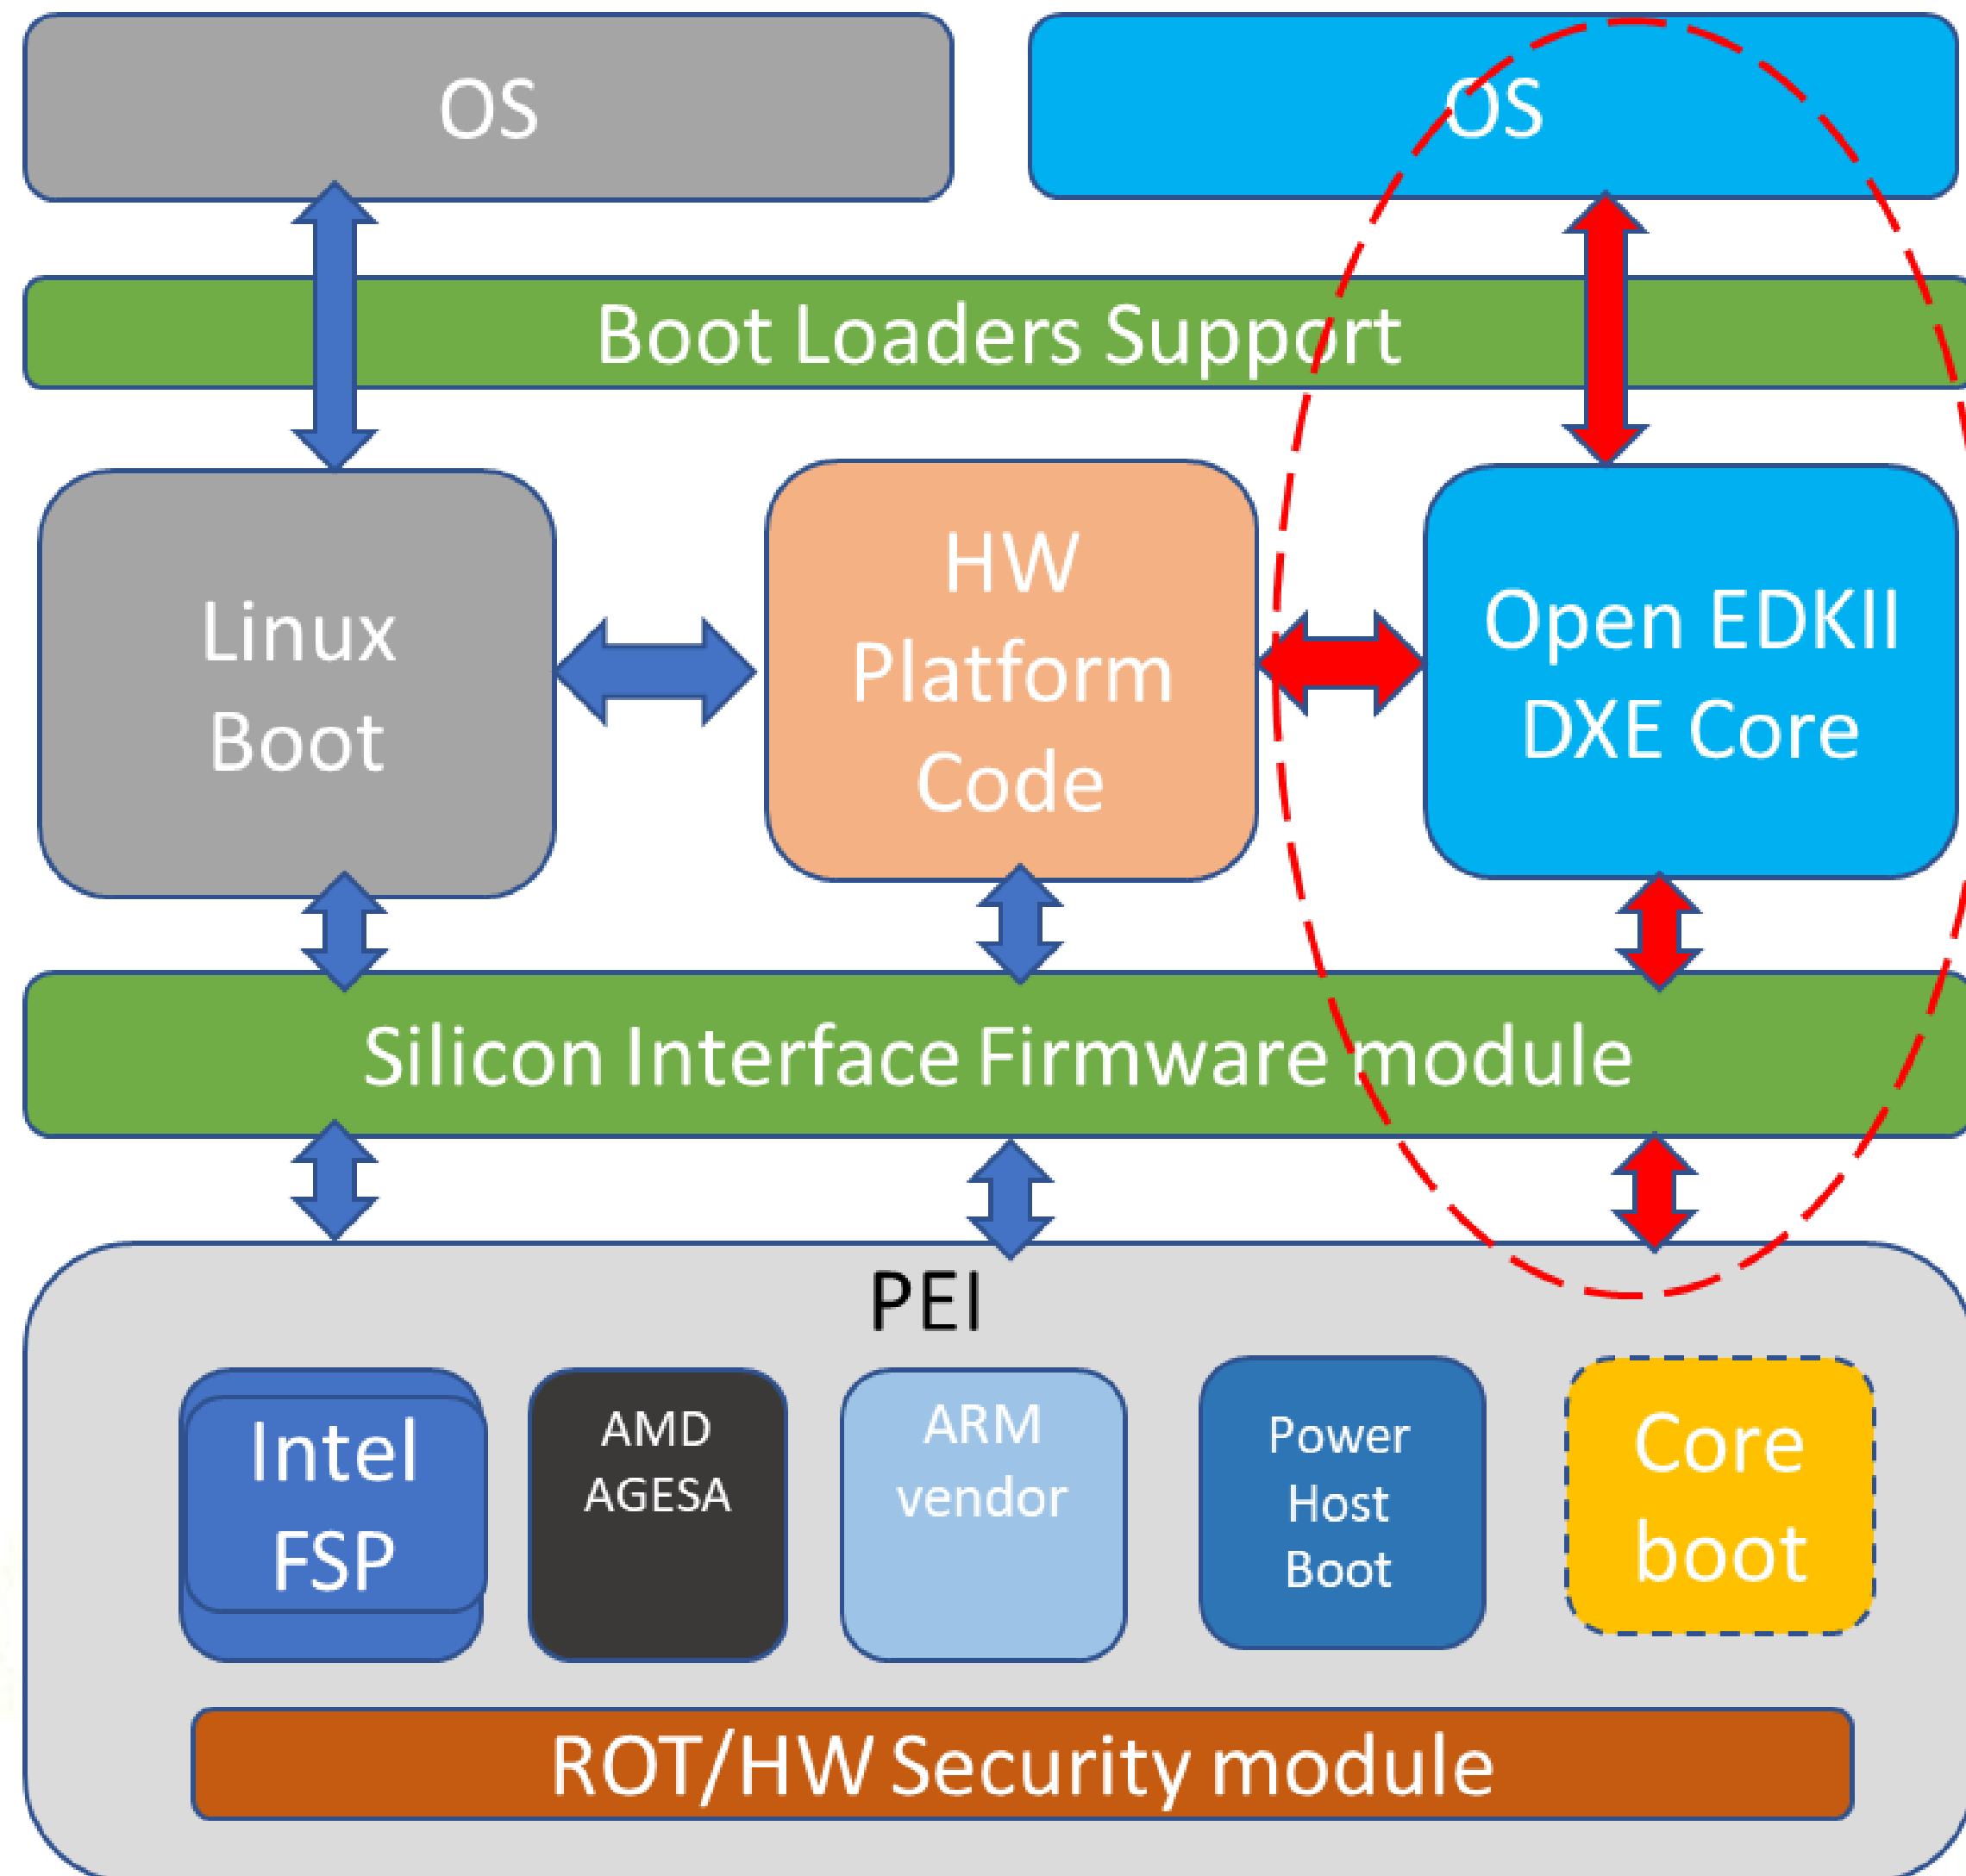 OS
OS
Boot Loaders Support
Linux
Boot
HW
Platform
Code
Open EDKII
DXE Core
Silicon Interface Firmware module
PEI
Intel
FSP
AMD
AGESA
ARM
vendor
Power
Host
Boot
Core
boot
ROT/HW Security module